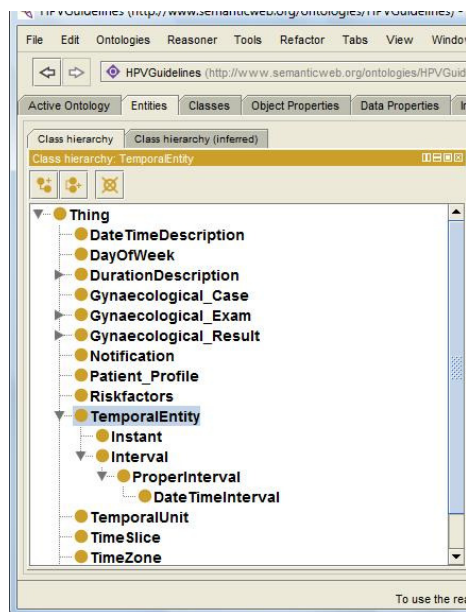 HPVGuidelines (http://www.semanticweb.org/ontologies/HPVGuidelines) -
File Edit Ontologies Reasoner Tools Refactor Tabs View Windo
HPVGuidelines (http://www.semanticweb.org/ontologies/HPVGuid
Active Ontology Entities Classes Object Properties Data Properties
Class hierarchy Class hierarchy (inferred)
Class hierarchy: TemporalEntity
Thing
DateTimeDescription
DayOfWeek
DurationDescription
Gynaecological_Case
Gynaecological_Exam
Gynaecological_Result
Notification
Patient_Profile
Riskfactors
TemporalEntity
Instant
Interval
ProperInterval
DateTimeInterval
TemporalUnit
TimeSlice
TimeZone
To use the rea